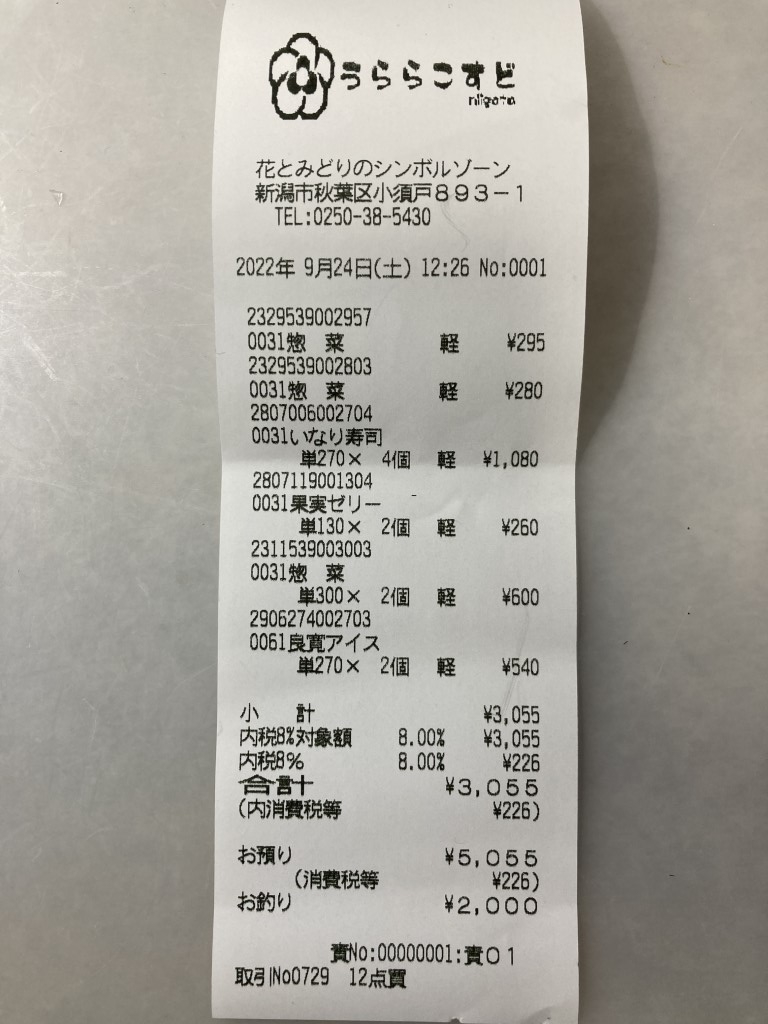 うららこすど
niigata
花とみどりのシンボルゾーン
新潟市秋葉区小須戸893-1
TEL:0250-38-5430
2022年 9月24日(土) 12:26 No:0001
2329539002957
0031惣　菜 軽 ¥295
2329539002803
0031惣　菜 軽 ¥280
2807006002704
0031いなり寿司
単270× 4個 軽 ¥1,080
2807119001304
0031果実ゼリー
単130× 2個 軽 ¥260
2311539003003
0031惣　菜
単300× 2個 軽 ¥600
2906274002703
0061良寛アイス
単270× 2個 軽 ¥540
小　計 ¥3,055
内税8%対象額 8.00% ¥3,055
内税8% 8.00% ¥226
合計 ¥3,055
(内消費税等 ¥226)
お預り ¥5,055
(消費税等 ¥226)
お釣り ¥2,000
責No:00000001:責01
取引No0729 12点買